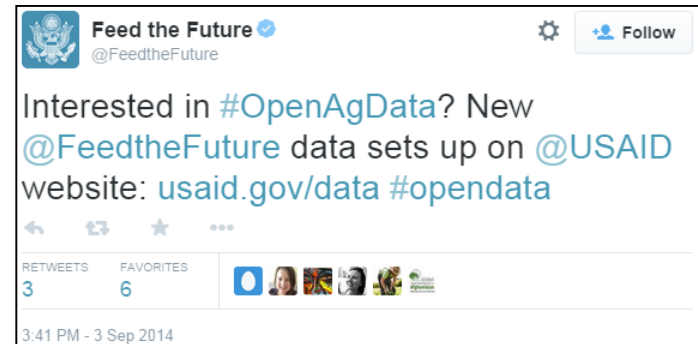 Feed the Future
@FeedtheFuture
Follow
Interested in #OpenAgData? New
@FeedtheFuture data sets up on @USAID
website: usaid.gov/data #opendata
RETWEETS FAVORITES
3 6
3:41 PM - 3 Sep 2014